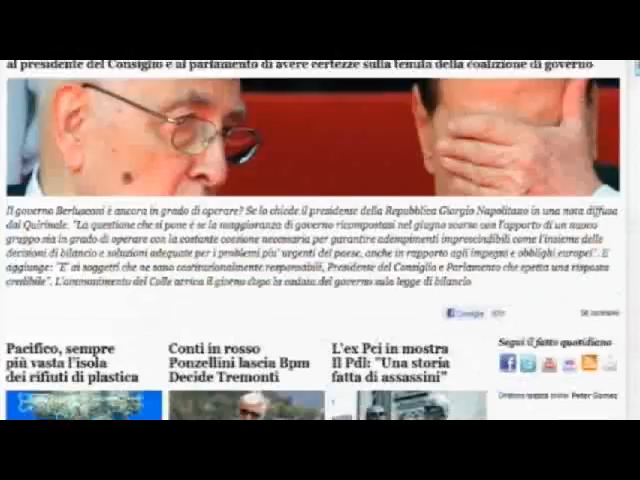 al presidente del Consiglio e al parlamento di avere certezze sulla tenuta della coalizione di governo
Il governo Berlusconi è ancora in grado di operare? Se lo chiede il presidente della Repubblica Giorgio Napolitano in una nota diffusa
dal Quirinale. "La questione che si pone è se la maggioranza di governo ricompostasi nel giugno scorso con l'apporto di un nuovo
gruppo sia in grado di operare con la costante coesione necessaria per garantire adempimenti imprescindibili come l'insieme delle
decisioni di bilancio e soluzioni adeguate per i problemi più' urgenti del paese, anche in rapporto agli impegni e obblighi europei". E
aggiunge: "E' ai soggetti che ne sono costituzionalmente responsabili, Presidente del Consiglio e Parlamento che spetta una risposta
credibile". L'ammonimento del Colle arriva il giorno dopo la caduta del governo sulla legge di bilancio
Consiglia
Pacifico, sempre
più vasta l'isola
dei rifiuti di plastica
Conti in rosso
Ponzellini lascia Bpm
Decide Tremonti
L'ex Pci in mostra
Il Pdl: "Una storia
fatta di assassini"
Segui il fatto quotidiano
Direttore testata online: Peter Gomez